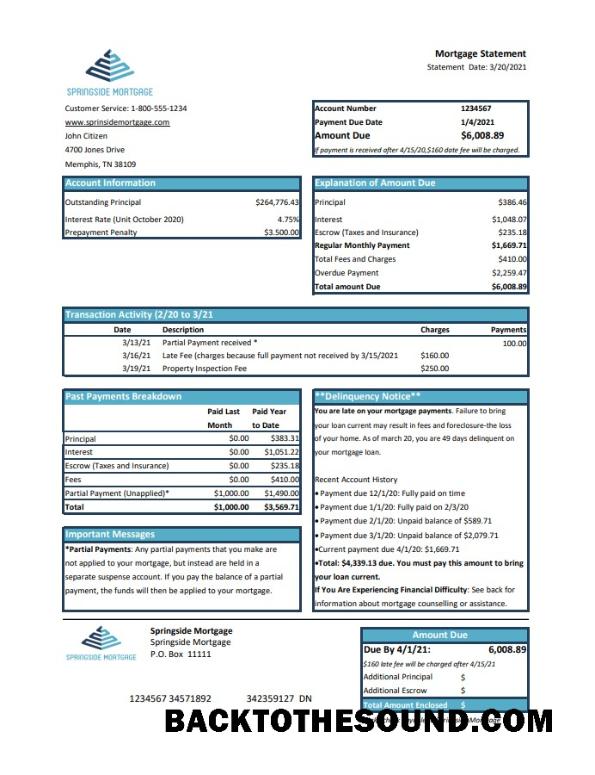 Mortgage Statement
Statement Date: 3/20/2021
SPRINGSIDE MORTGAGE
Customer Service: 1-800-555-1234
www.sprinsidemortgage.com
John Citizen
4700 Jones Drive
Memphis, TN 38109
Account Number 1234567
Payment Due Date 1/4/2021
Amount Due $6,008.89
If payment is received after 4/15/20,$160 date fee will be charged.
Account Information
Outstanding Principal $264,776.43
Interest Rate (Unit October 2020) 4.75%
Prepayment Penalty $3.500.00
Explanation of Amount Due
Principal $386.46
Interest $1,048.07
Escrow (Taxes and Insurance) $235.18
Regular Monthly Payment $1,669.71
Total Fees and Charges $410.00
Overdue Payment $2,259.47
Total amount Due $6,008.89
Transaction Activity (2/20 to 3/21
Date Description Charges Payments
3/13/21 Partial Payment received * 100.00
3/16/21 Late Fee (charges because full payment not received by 3/15/2021 $160.00
3/19/21 Property Inspection Fee $250.00
Past Payments Breakdown
Paid Last Paid Year
Month to Date
Principal $0.00 $383.31
Interest $0.00 $1,051.22
Escrow (Taxes and Insurance) $0.00 $235.18
Fees $0.00 $410.00
Partial Payment (Unapplied)* $1,000.00 $1,490.00
Total $1,000.00 $3,569.71
Important Messages
*Partial Payments: Any partial payments that you make are
not applied to your mortgage, but instead are held in a
separate suspense account. If you pay the balance of a partial
payment, the funds will then be applied to your mortgage.
**Delinquency Notice**
You are late on your mortgage payments. Failure to bring
your loan current may result in fees and foreclosure-the loss
of your home. As of march 20, you are 49 days delinquent on
your mortgage loan.
Recent Account History
• Payment due 12/1/20: Fully paid on time
• Payment due 1/1/20: Fully paid on 2/3/20
• Payment due 2/1/20: Unpaid balance of $589.71
• Payment due 3/1/20: Unpaid balance of $2,079.71
•Current payment due 4/1/20: $1,669.71
•Total: $4,339.13 due. You must pay this amount to bring
your loan current.
If You Are Experiencing Financial Difficulty: See back for
information about mortgage counselling or assistance.
SPRINGSIDE MORTGAGE
Springside Mortgage
Springside Mortgage
P.O. Box 11111
Amount Due
Due By 4/1/21: 6,008.89
$160 late fee will be charged after 4/15/21
Additional Principal $
Additional Escrow $
Total Amount Enclosed $
1234567 34571892 342359127 DN
BACKTOTHESOUND.COM